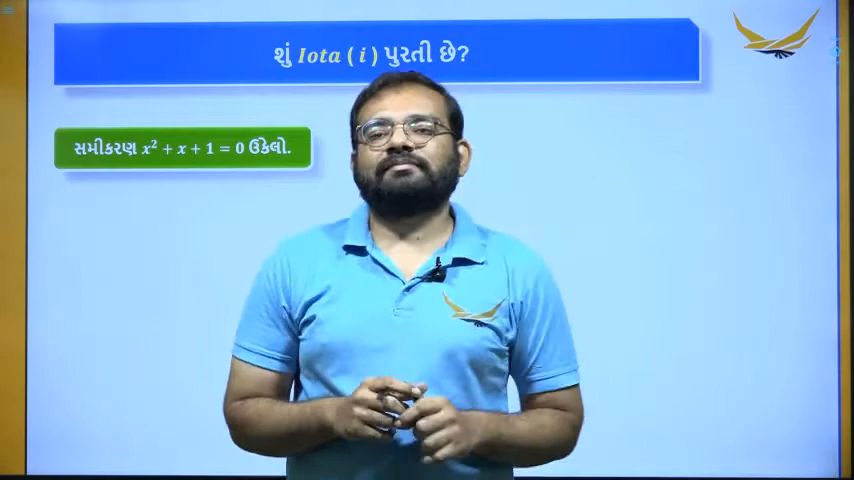 શું Iota ( i ) પુરતી છે?
સમીકરણ x² + x + 1 = 0 ઉકેલો.